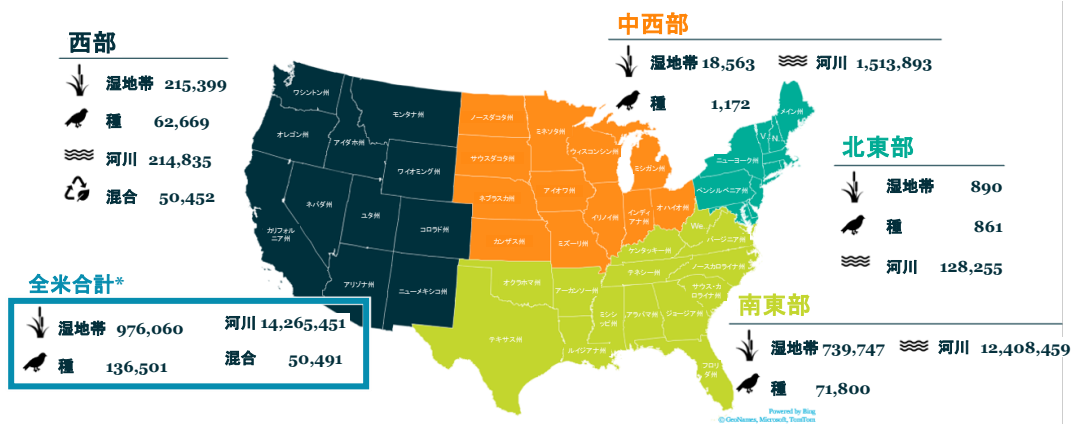 西部
湿地帯 215,399
種 62,669
河川 214,835
混合 50,452
中西部
湿地帯 18,563 河川 1,513,893
種 1,172
北東部
湿地帯 890
種 861
河川 128,255
南東部
湿地帯 739,747 河川 12,408,459
種 71,800
全米合計*
湿地帯 976,060 河川 14,265,451
種 136,501 混合 50,491
ワシントン州
モンタナ州
オレゴン州
アイダホ州
ワイオミング州
ネバダ州
ユタ州
コロラド州
カリフォル
ニア州
アリゾナ州
ニューメキシコ州
ノースダコタ州
ミネソタ州
サウスダコタ州
ウィスコンシン州
ミシガン州
ネブラスカ州
アイオワ州
イリノイ州
インディ
アナ州
オハイオ州
カンザス州
ミズーリ州
メイン州
V.
N.
ニューヨーク州
ペンシルベニア州
We.
バージニア州
ケンタッキー州
ノースカロライナ州
テネシー州
サウス・カ
ロライナ州
オクラホマ州
アーカンソー州
ミシシ
ッピ州
アラバマ州
ジョージア州
テキサス州
ルイジアナ州
フロリ
ダ州
Powered by Bing
© GeoNames, Microsoft, TomTom